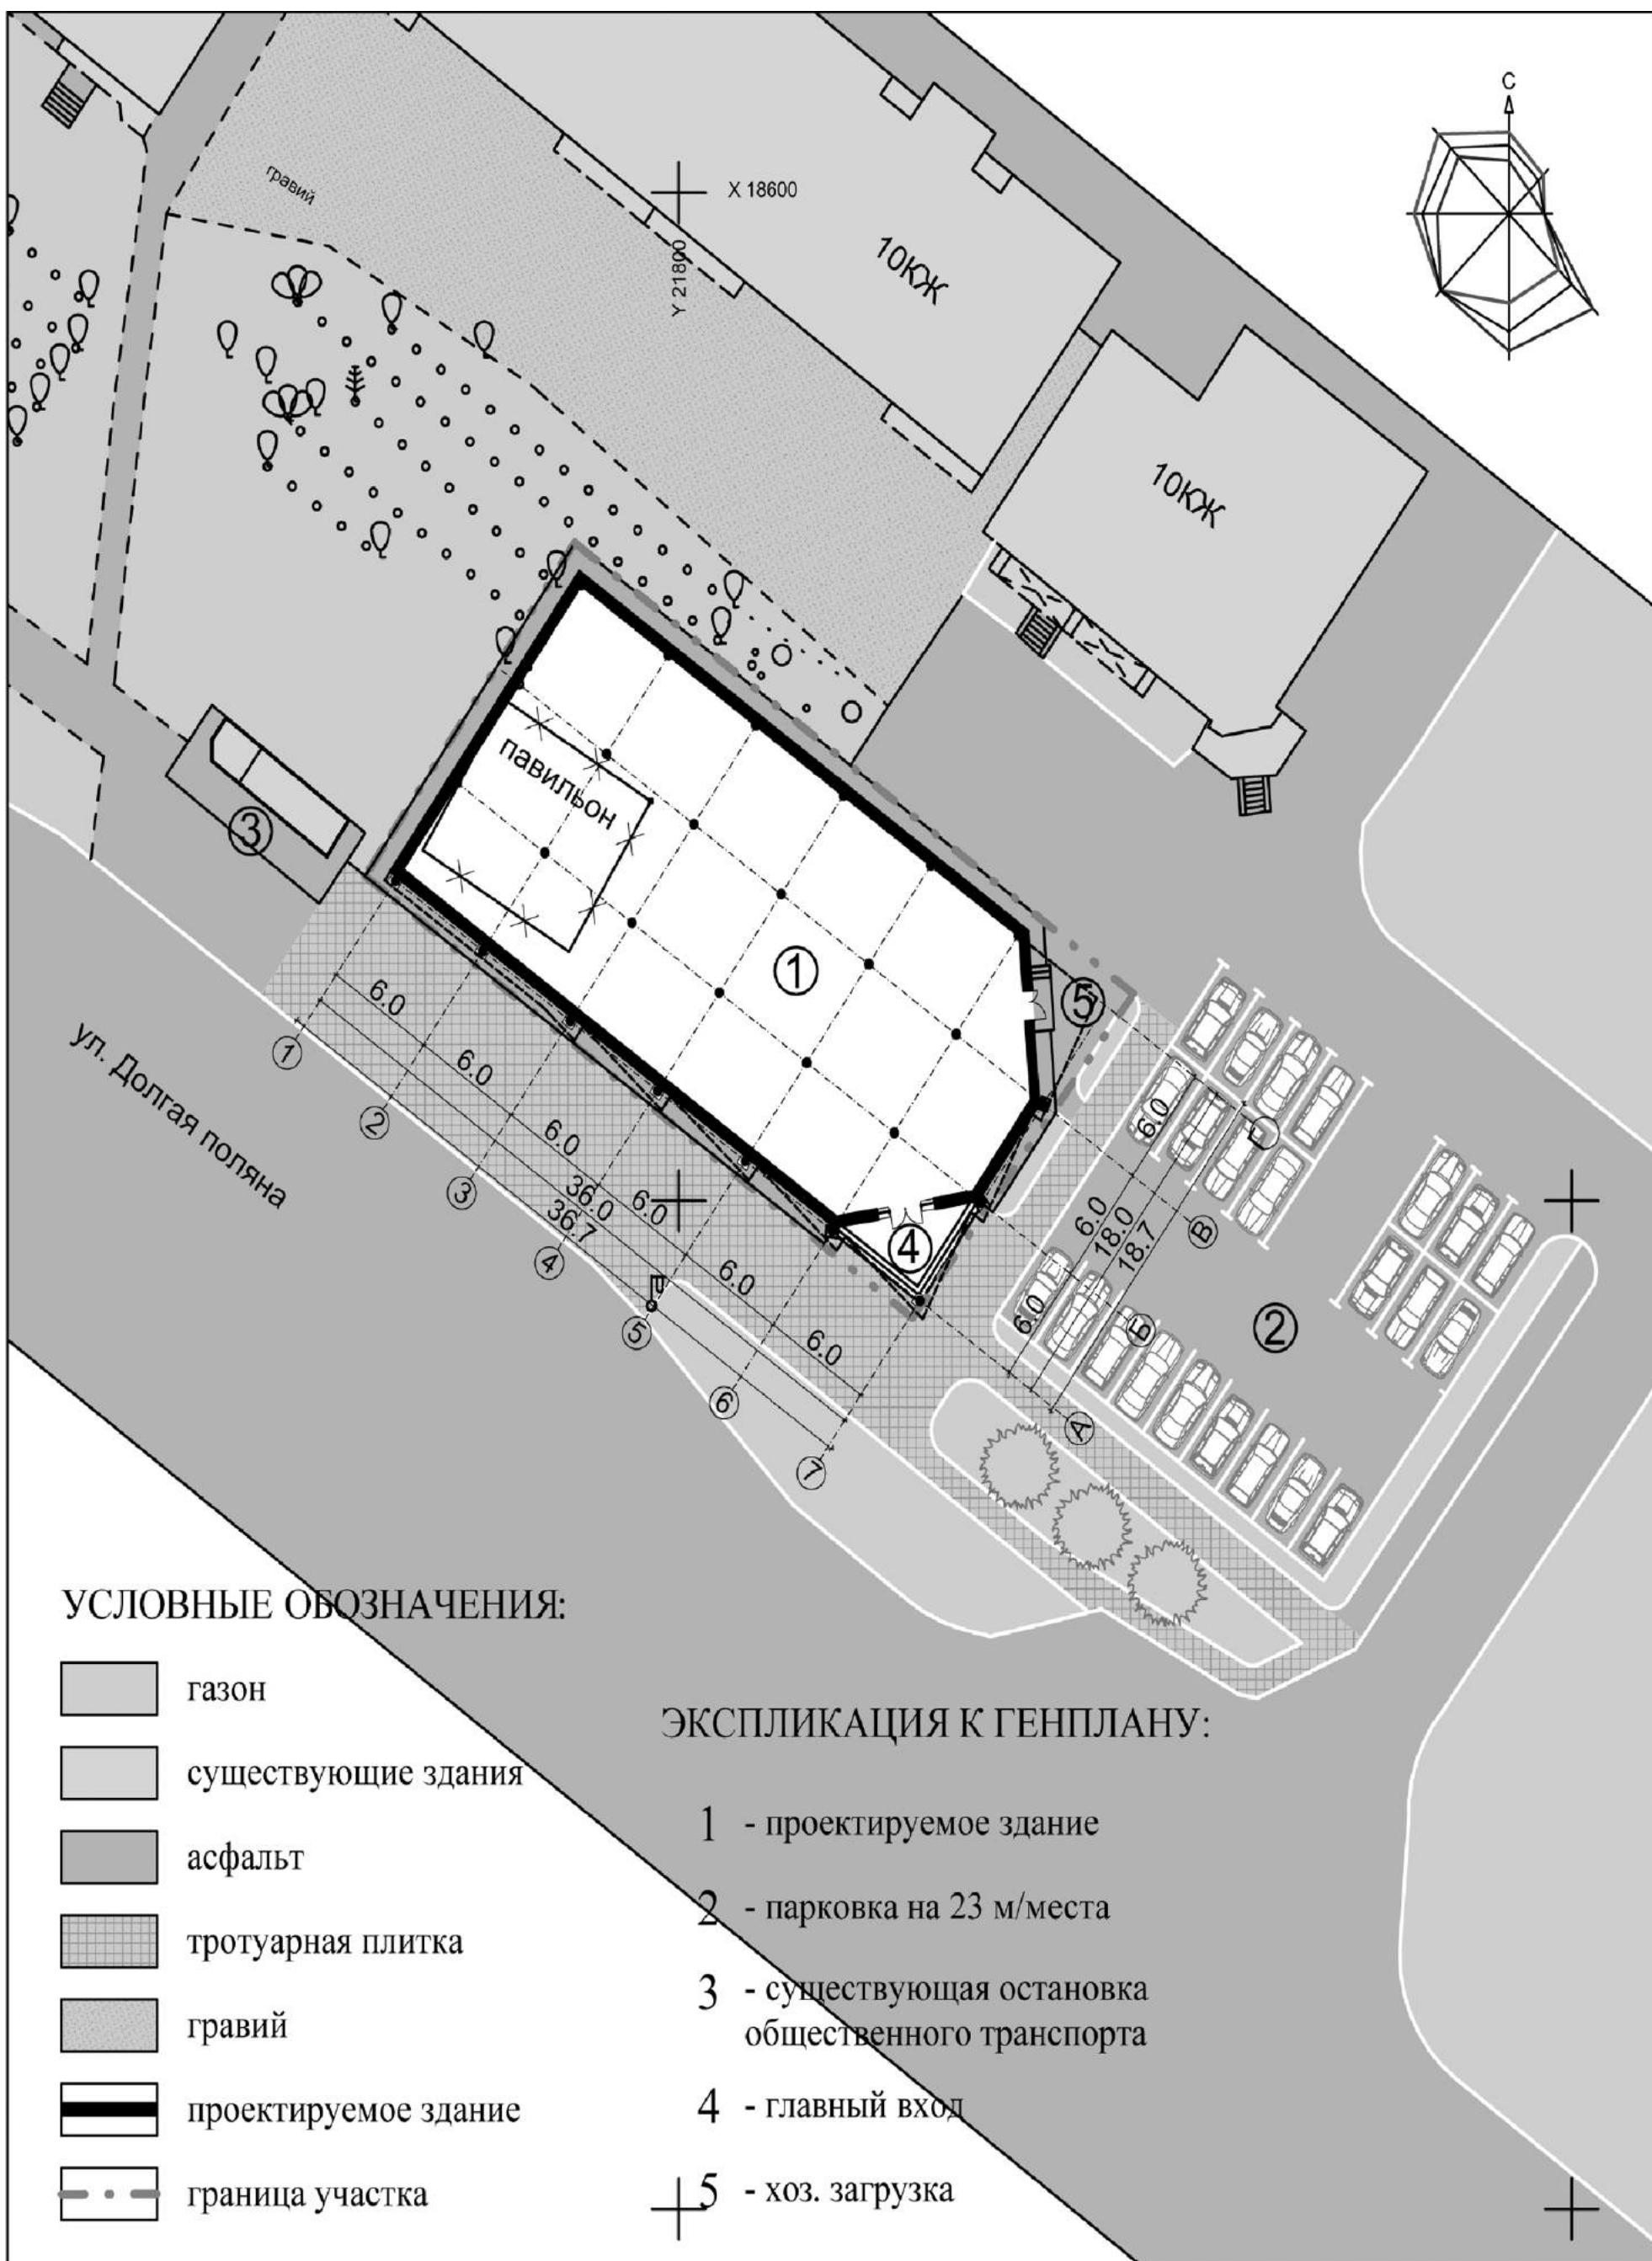 С
гравий
X 18600
Y 21800
10КЖ
10КЖ
павильон
3
1
5
ул. Долгая поляна
6.0
6.0
6.0
6.0
6.0
6.0
36.0
36.7
1
2
3
4
5
6
7
4
6.0
6.0
6.0
18.0
18.7
Г
В
Б
А
2
УСЛОВНЫЕ ОБОЗНАЧЕНИЯ:
газон
существующие здания
асфальт
тротуарная плитка
гравий
проектируемое здание
граница участка
ЭКСПЛИКАЦИЯ К ГЕНПЛАНУ:
1 - проектируемое здание
2 - парковка на 23 м/места
3 - существующая остановка
общественного транспорта
4 - главный вход
5 - хоз. загрузка